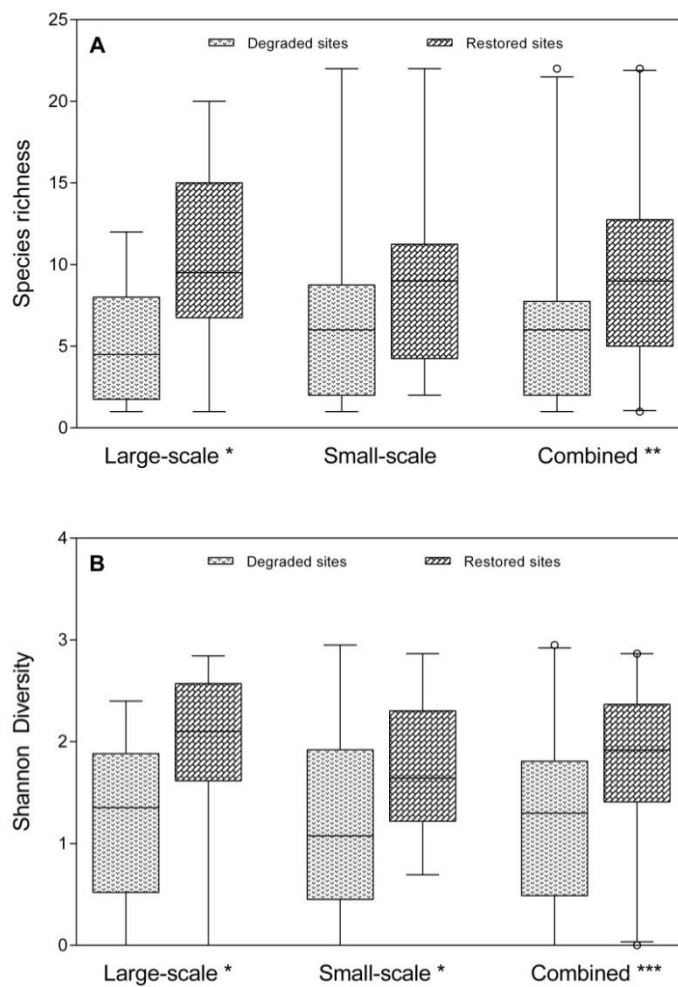 25
A
Degraded sites
Restored sites
20
15
10
5
0
Species richness
Large-scale *
Small-scale
Combined **
4
B
Degraded sites
Restored sites
3
2
1
0
Shannon Diversity
Large-scale *
Small-scale *
Combined ***